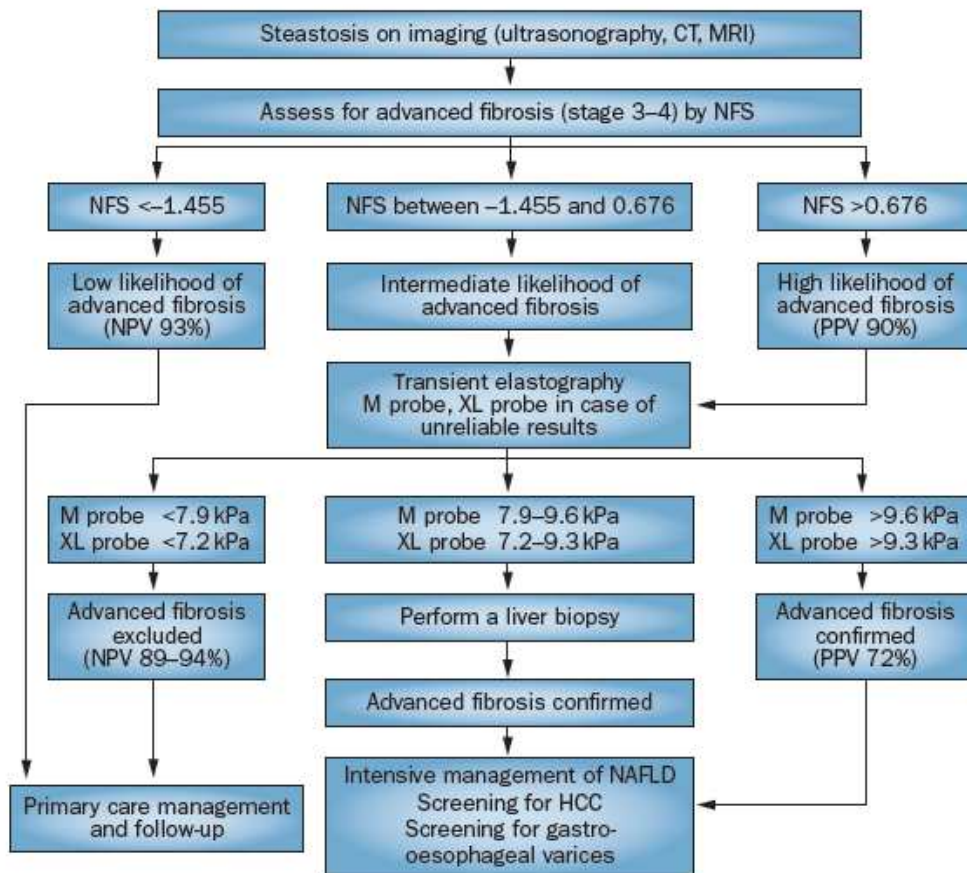 Steastosis on imaging (ultrasonography, CT, MRI)
Assess for advanced fibrosis (stage 3–4) by NFS
NFS <–1.455
NFS between –1.455 and 0.676
NFS >0.676
Low likelihood of
advanced fibrosis
(NPV 93%)
Intermediate likelihood of
advanced fibrosis
High likelihood of
advanced fibrosis
(PPV 90%)
Transient elastography
M probe, XL probe in case of
unreliable results
M probe <7.9 kPa
XL probe <7.2 kPa
M probe 7.9–9.6 kPa
XL probe 7.2–9.3 kPa
M probe >9.6 kPa
XL probe >9.3 kPa
Advanced fibrosis
excluded
(NPV 89–94%)
Perform a liver biopsy
Advanced fibrosis
confirmed
(PPV 72%)
Advanced fibrosis confirmed
Primary care management
and follow-up
Intensive management of NAFLD
Screening for HCC
Screening for gastro-
oesophageal varices